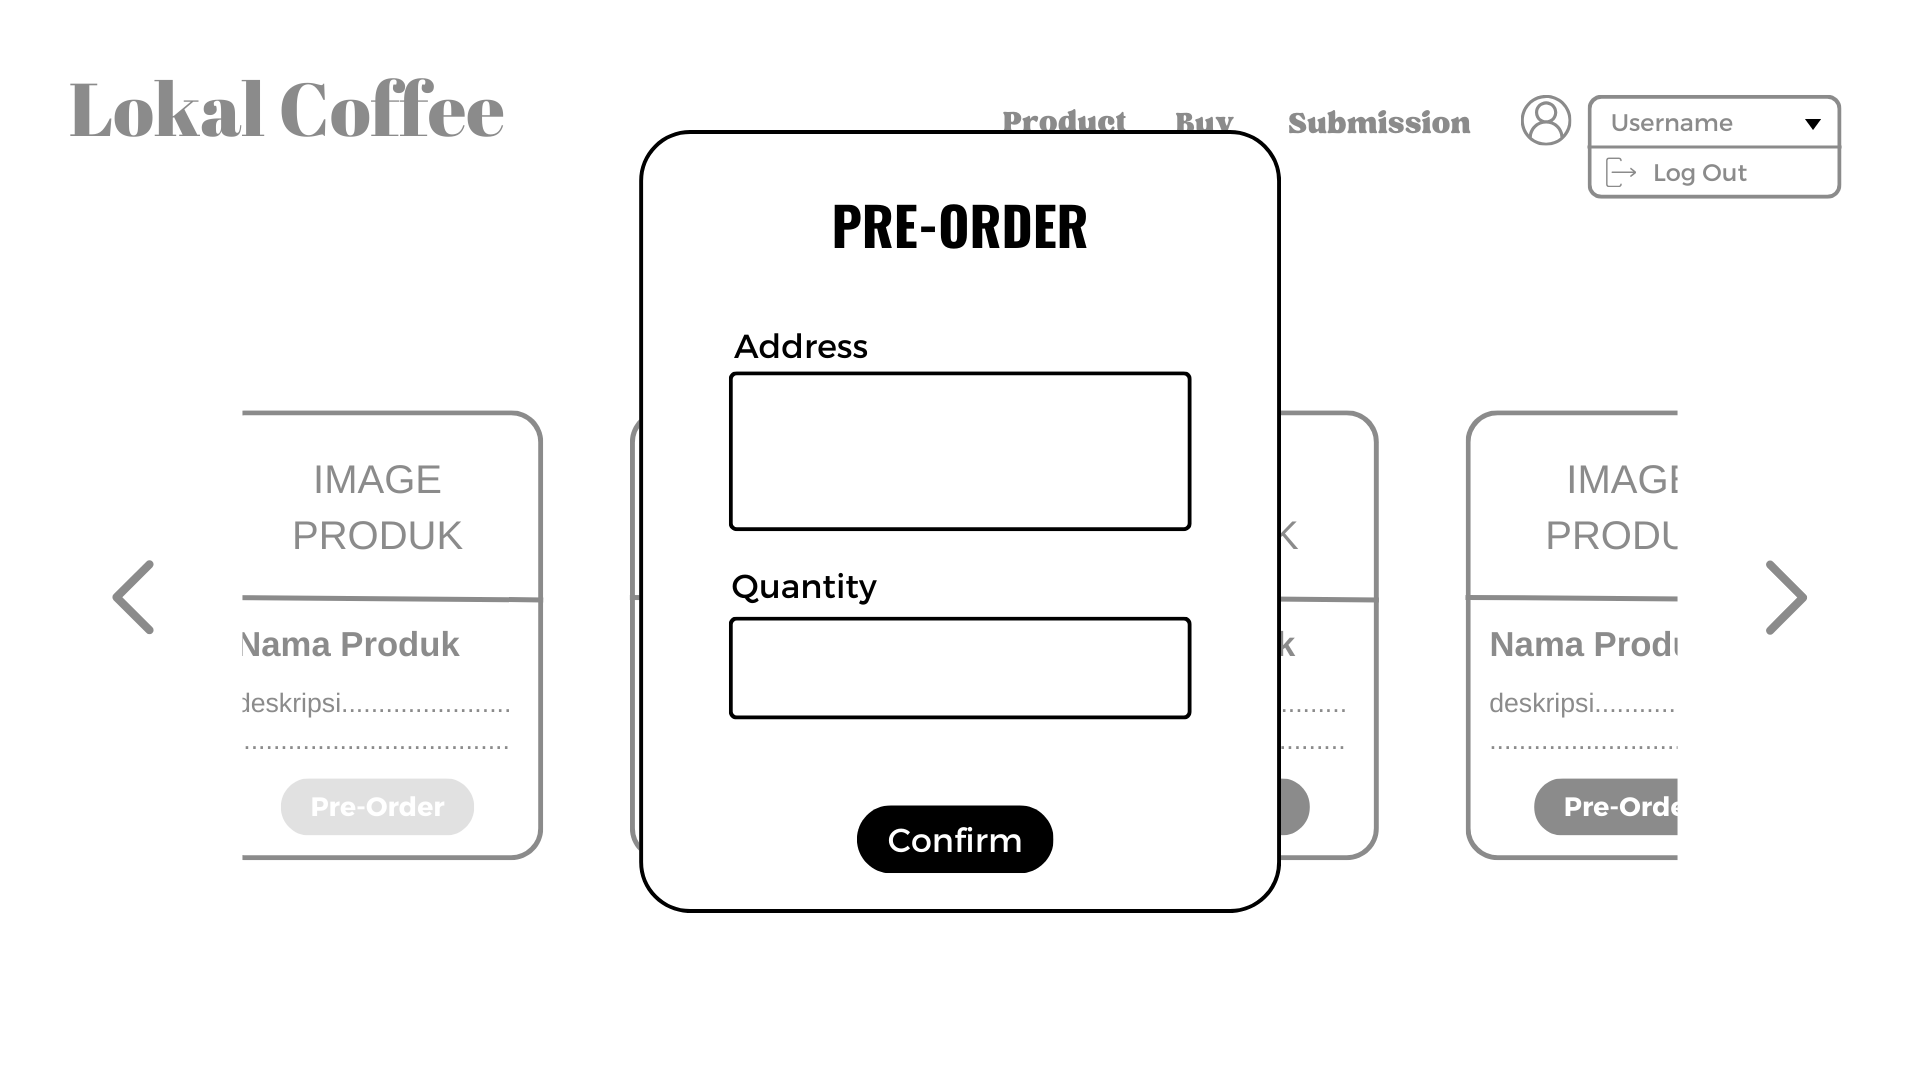 Lokal Coffee
Product Buy Submission
Username
Log Out
PRE-ORDER
Address
Quantity
Confirm
IMAGE
PRODUK
Nama Produk
deskripsi.......................
....................................
Pre-Order
K
k
.........
.........
IMAGE
PRODU
Nama Produ
deskripsi...........
.........................
Pre-Orde